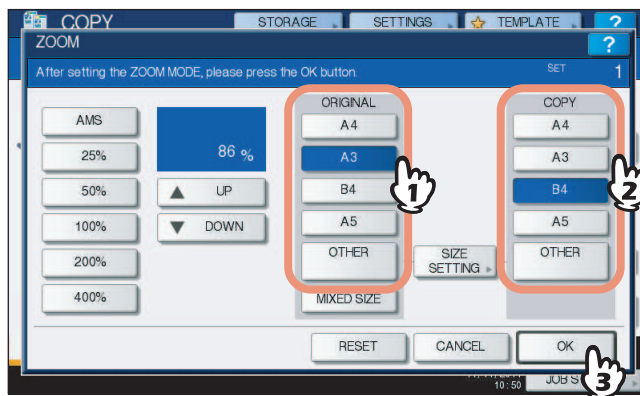 COPY STORAGE SETTINGS TEMPLATE ?
ZOOM ?
After setting the ZOOM MODE, please press the OK button. SET 1
ORIGINAL COPY
AMS A4 A4
25% 86 % A3 A3
1 2
50% UP B4 B4
100% DOWN A5 A5
200% OTHER SIZE SETTING OTHER
400% MIXED SIZE
RESET CANCEL OK
3
10:50 JOB S